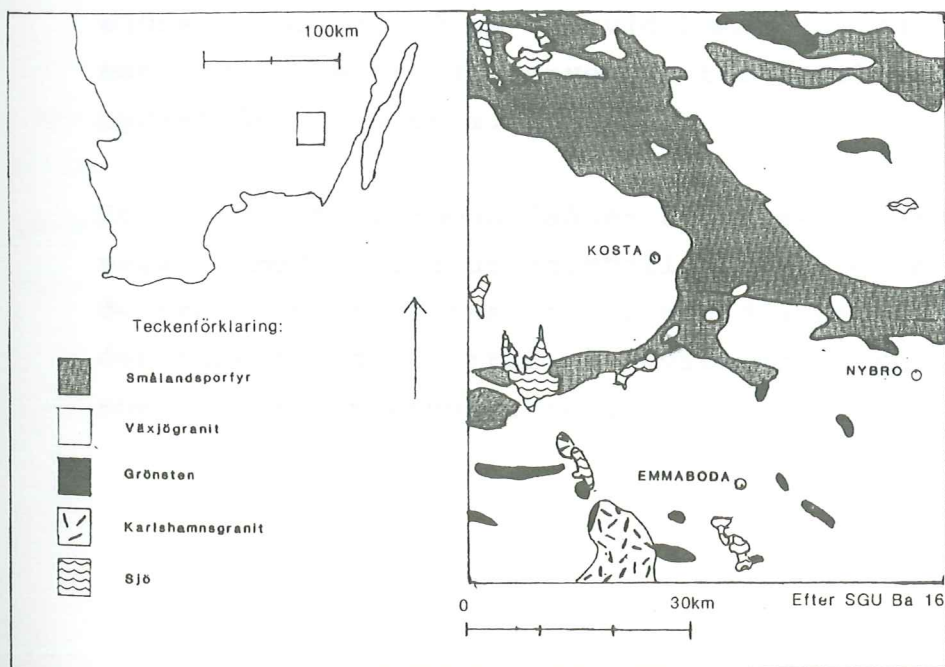 100km
KOSTA
NYBRO
EMMABODA
Teckenförklaring:
Smålandsporfyr
Växjögranit
Grönsten
Karlshamnsgranit
Sjö
0 30km
Efter SGU Ba 16